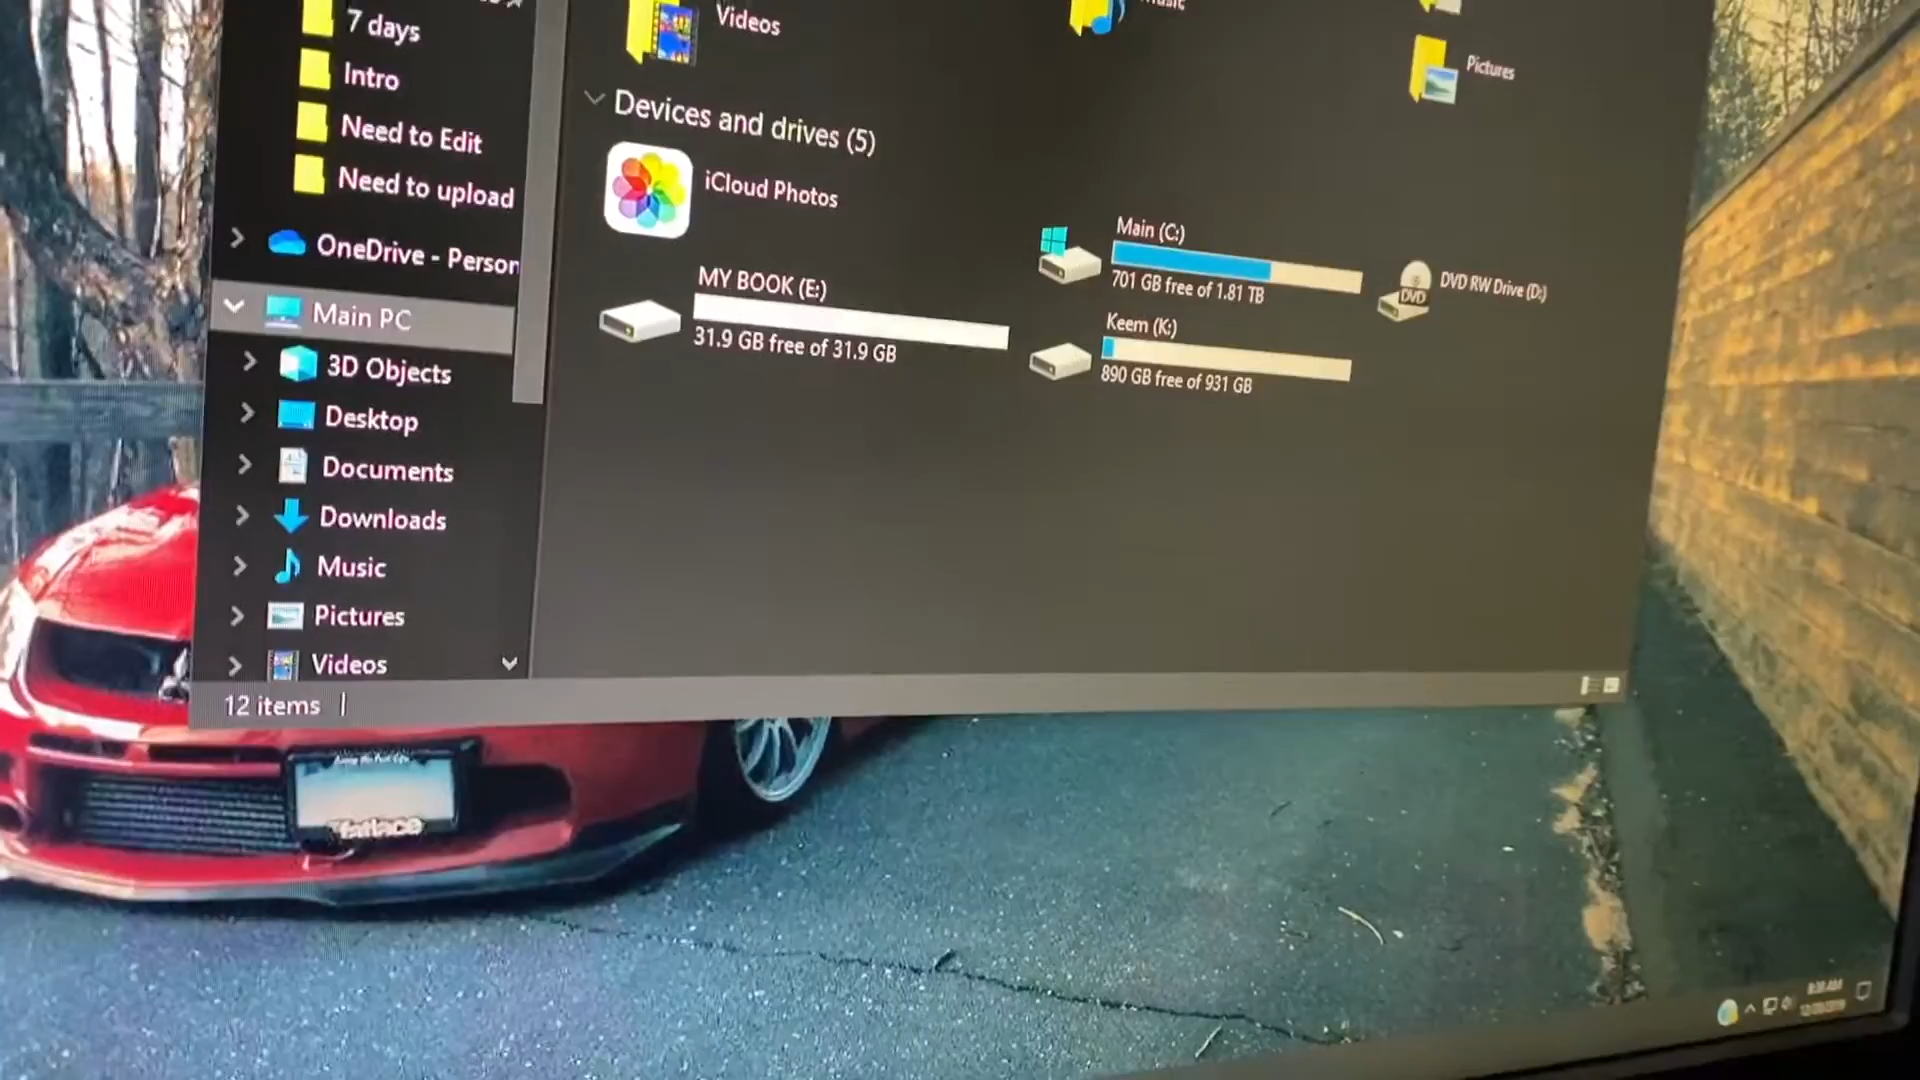 7 days
Intro
Need to Edit
Need to upload
OneDrive - Person
Main PC
3D Objects
Desktop
Documents
Downloads
Music
Pictures
Videos
12 items
Videos
Pictures
Devices and drives (5)
iCloud Photos
Main (C:)
701 GB free of 1.81 TB
DVD RW Drive (D:)
DVD
MY BOOK (E:)
31.9 GB free of 31.9 GB
Keem (K:)
890 GB free of 931 GB
fatlace